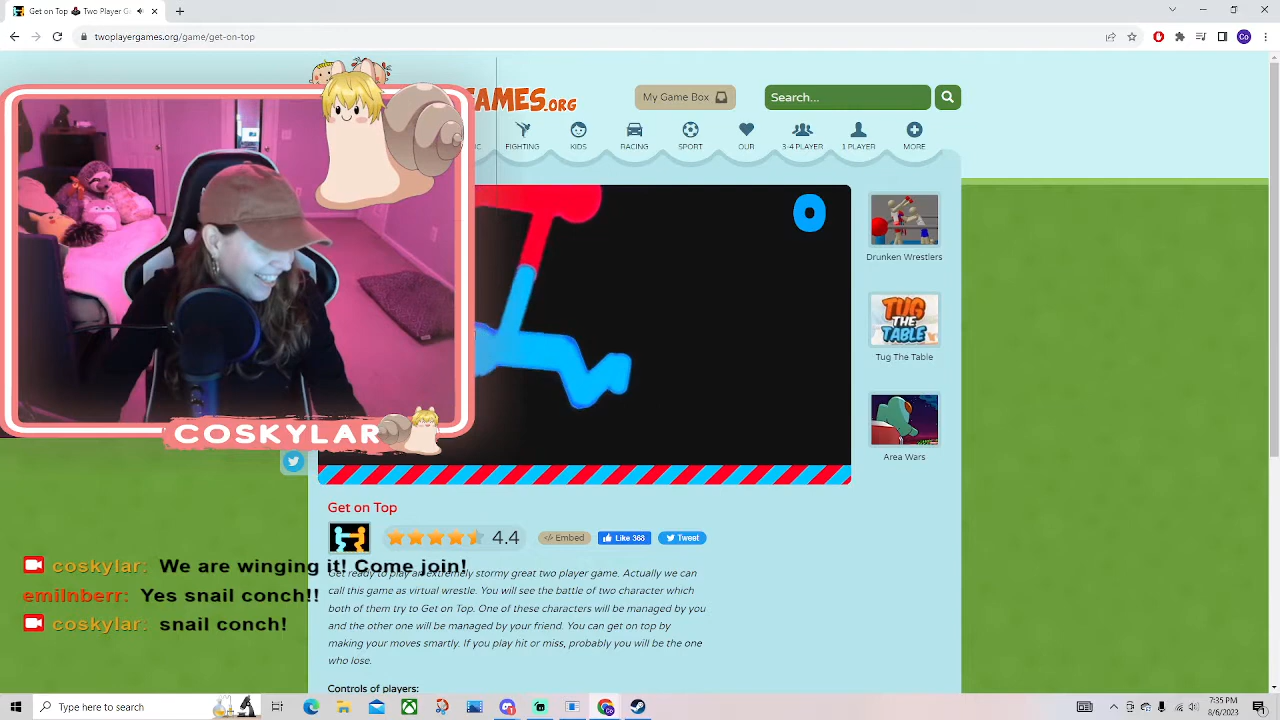 Get on Top
Two Player G
twoplayergames.org/game/get-on-top
Co
GAMES.ORG
My Game Box
Search...
FIGHTING
KIDS
RACING
SPORT
OUR
3-4 PLAYER
1 PLAYER
MORE
0
Drunken Wrestlers
TUG
THE
TABLE
Tug The Table
Area Wars
COSKYLAR
Get on Top
4.4
</> Embed
Like 368
Tweet
coskylar: We are winging it! Come join!
emilnberr: Yes snail conch!!
coskylar: snail conch!
Get ready to play an extremely stormy great two player game. Actually we can
call this game as virtual wrestle. You will see the battle of two character which
both of them try to Get on Top. One of these characters will be managed by you
and the other one will be managed by your friend. You can get on top by
making your moves smartly. If you play hit or miss, probably you will be the one
who lose.
Controls of players:
Type here to search
7:35 PM
8/6/2023